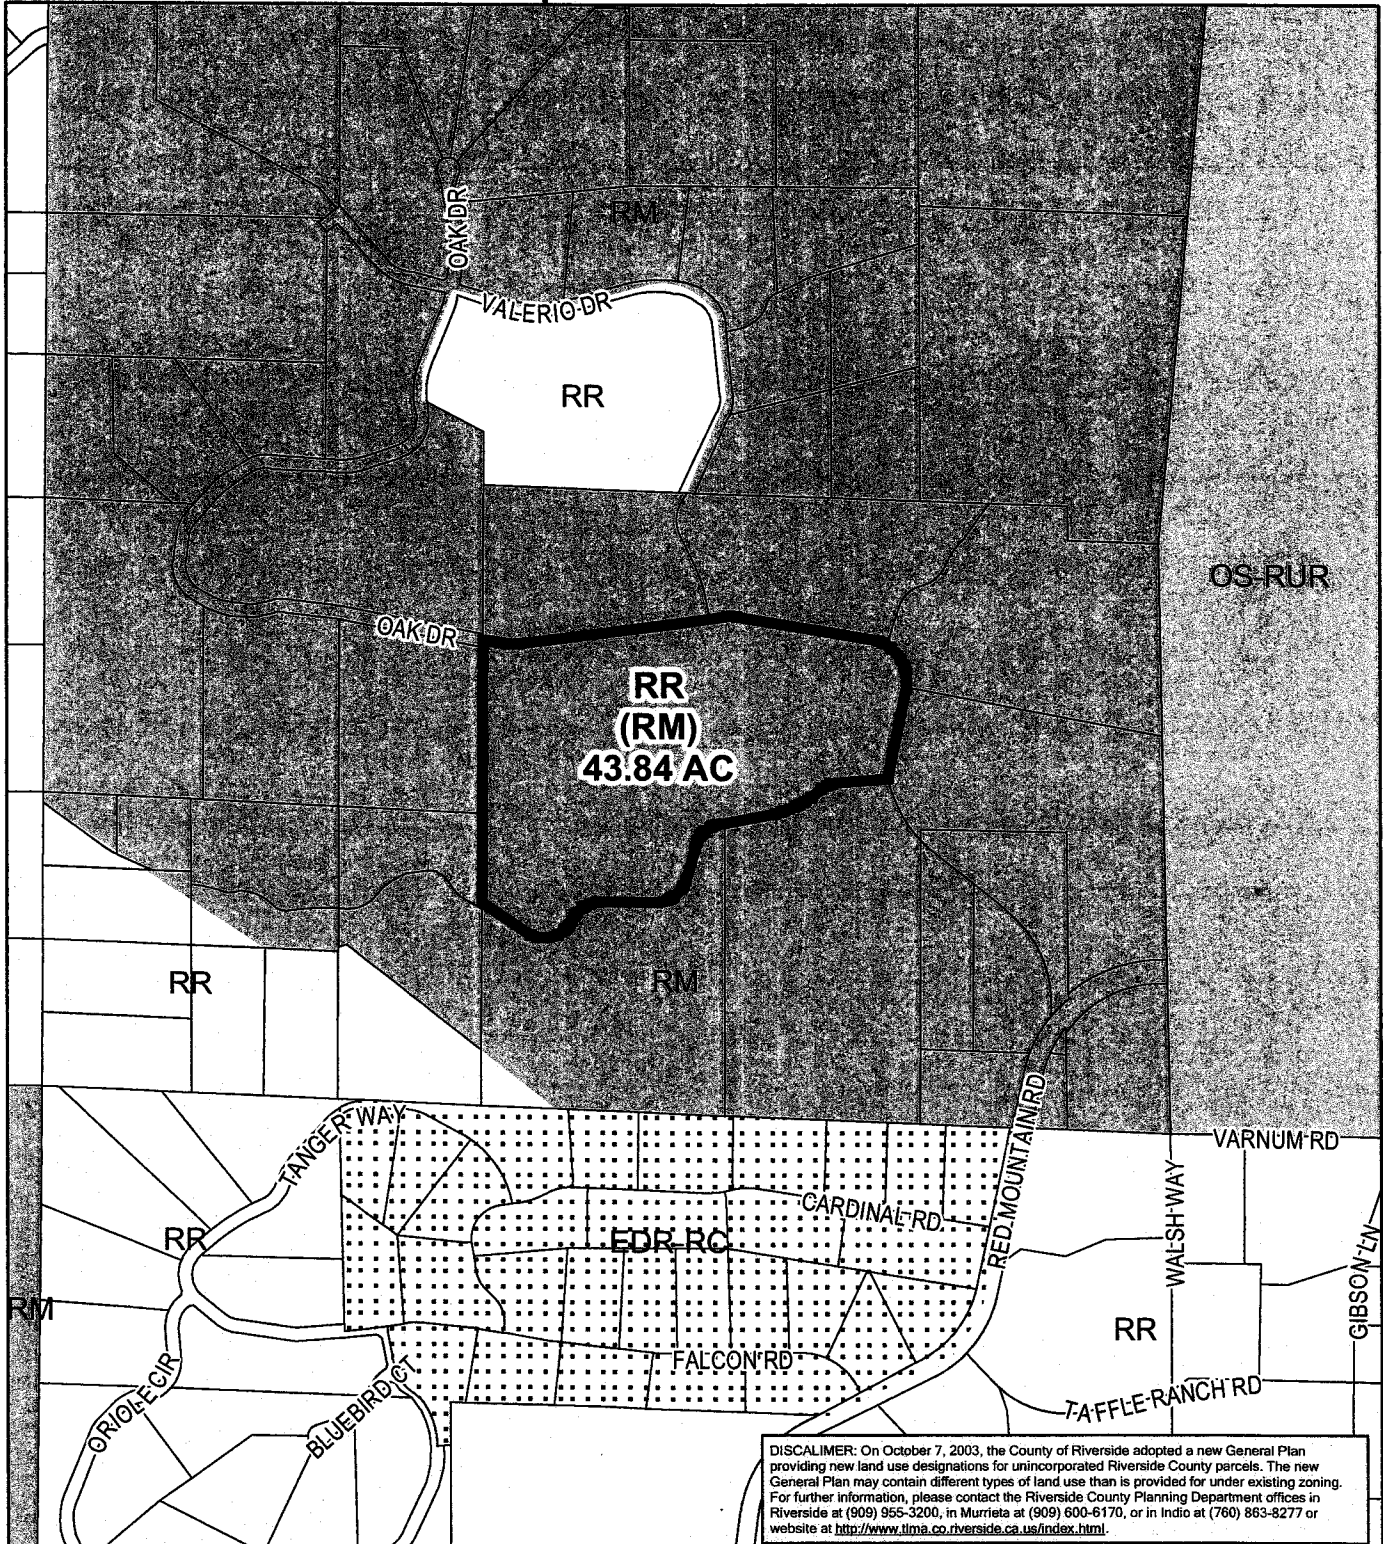 OAK DR
RM
VALERIO DR
RR
OS-RUR
OAK DR
RR
(RM)
43.84 AC
RR
RM
TANGER WAY
RED MOUNTAIN RD
VARNUM RD
WALSH WAY
CARDINAL RD
RR
EDR-RC
GIBSON LN
RM
RR
FALCON RD
TAFFLE RANCH RD
ORIOLE CIR
BLUEBIRD CT
DISCALIMER: On October 7, 2003, the County of Riverside adopted a new General Plan
providing new land use designations for unincorporated Riverside County parcels. The new
General Plan may contain different types of land use than is provided for under existing zoning.
For further information, please contact the Riverside County Planning Department offices in
Riverside at (909) 955-3200, in Murrieta at (909) 600-6170, or in Indio at (760) 863-8277 or
website at http://www.tlma.co.riverside.ca.us/index.html.